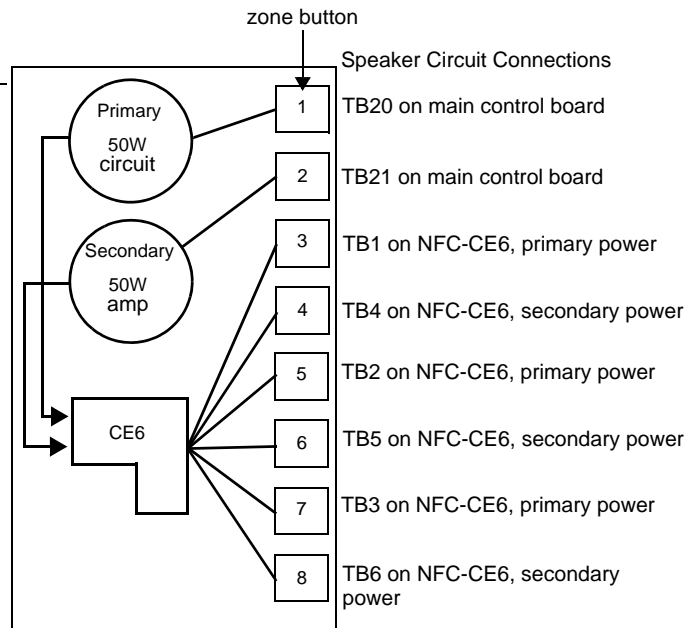 zone button
Speaker Circuit Connections
Primary
50W
circuit
1
TB20 on main control board
2
TB21 on main control board
Secondary
50W
amp
3
TB1 on NFC-CE6, primary power
4
TB4 on NFC-CE6, secondary power
5
TB2 on NFC-CE6, primary power
CE6
6
TB5 on NFC-CE6, secondary power
7
TB3 on NFC-CE6, primary power
8
TB6 on NFC-CE6, secondary
power